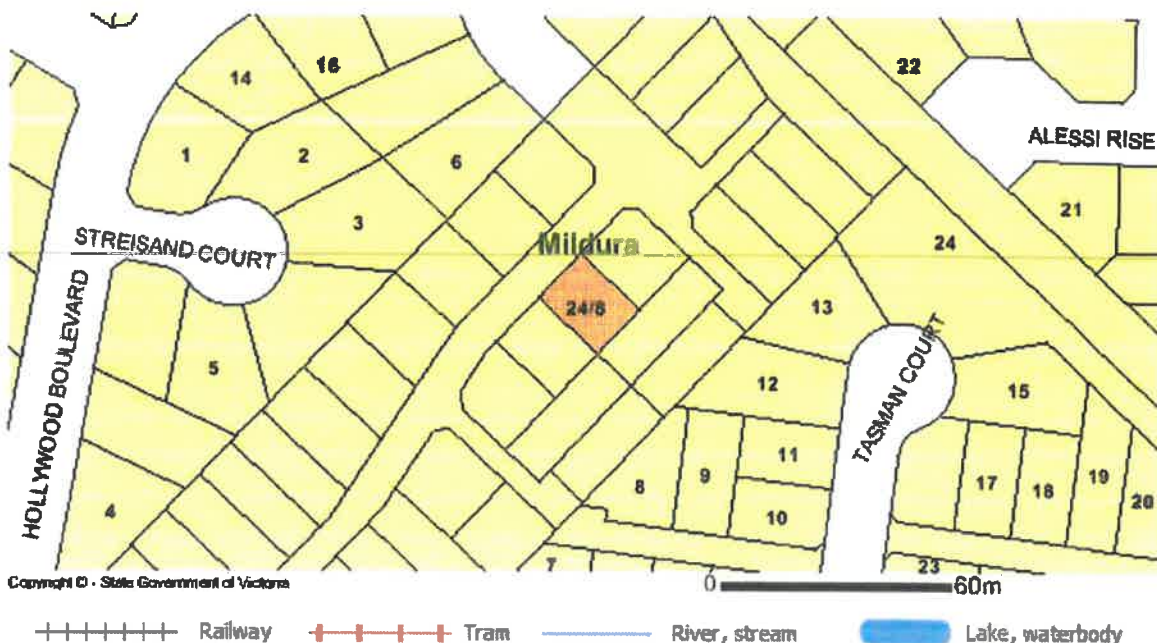 16
22
14
ALESSI RISE
1
2
6
21
3
STREISAND COURT
Mildura
24
24/8
13
5
HOLLYWOOD BOULEVARD
12
TASMAN COURT
15
11
8
9
17
18
19
20
4
10
7
23
Copyright © - State Government of Victoria
0
60m
Railway
Tram
River, stream
Lake, waterbody